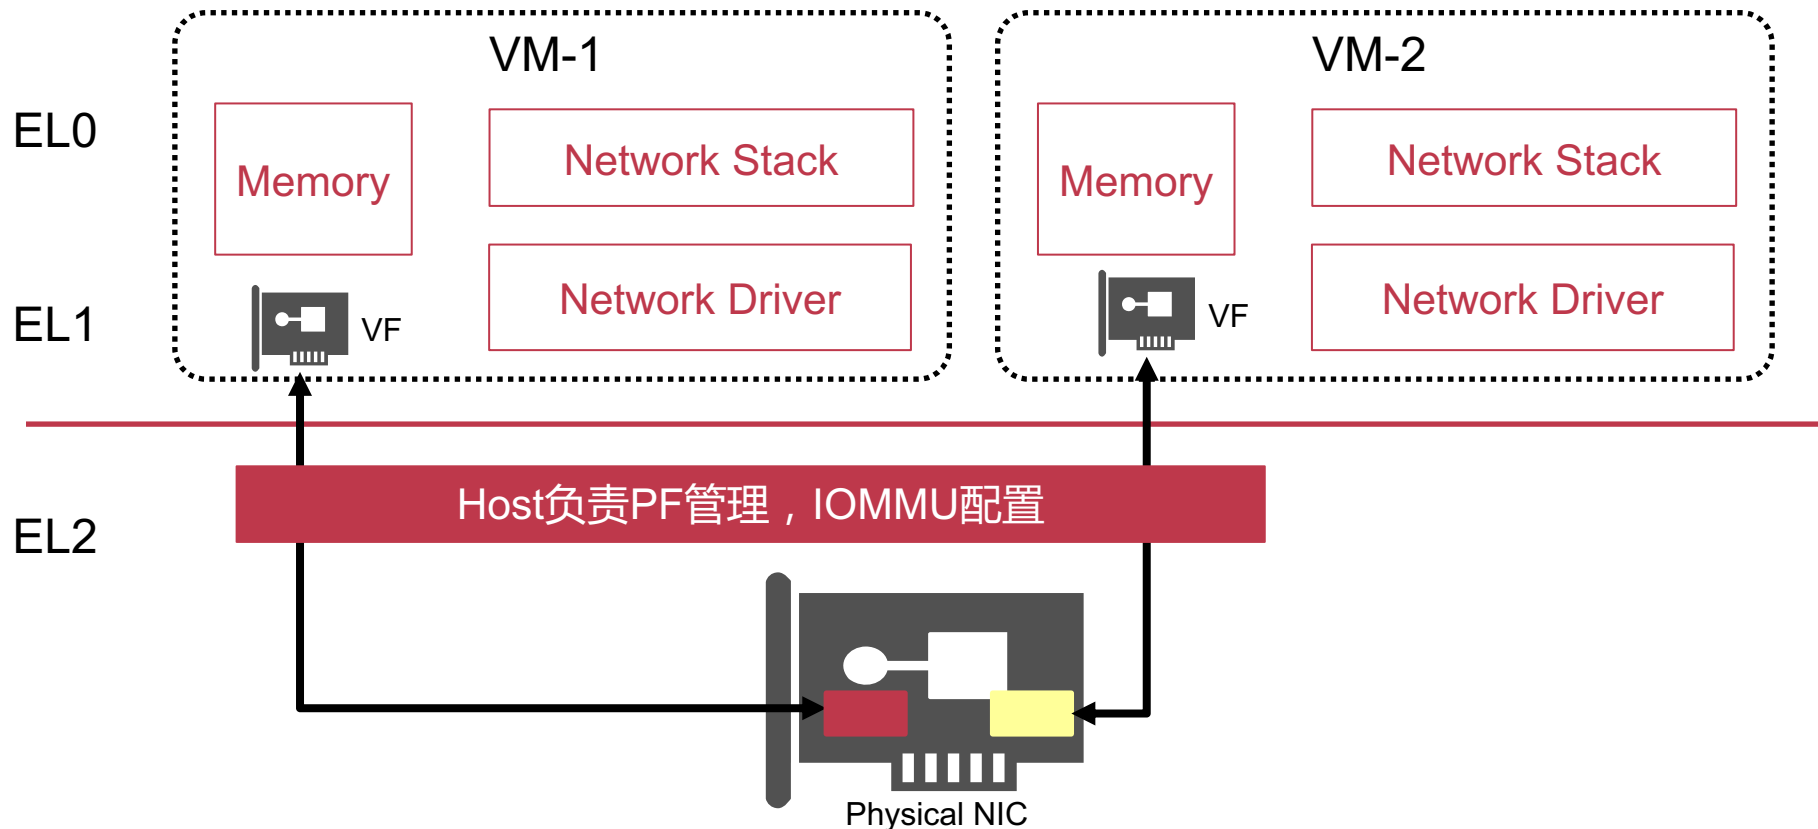 VM-1
VM-2
EL0
Memory
Network Stack
Memory
Network Stack
EL1
VF
Network Driver
VF
Network Driver
Host负责PF管理，IOMMU配置
EL2
Physical NIC